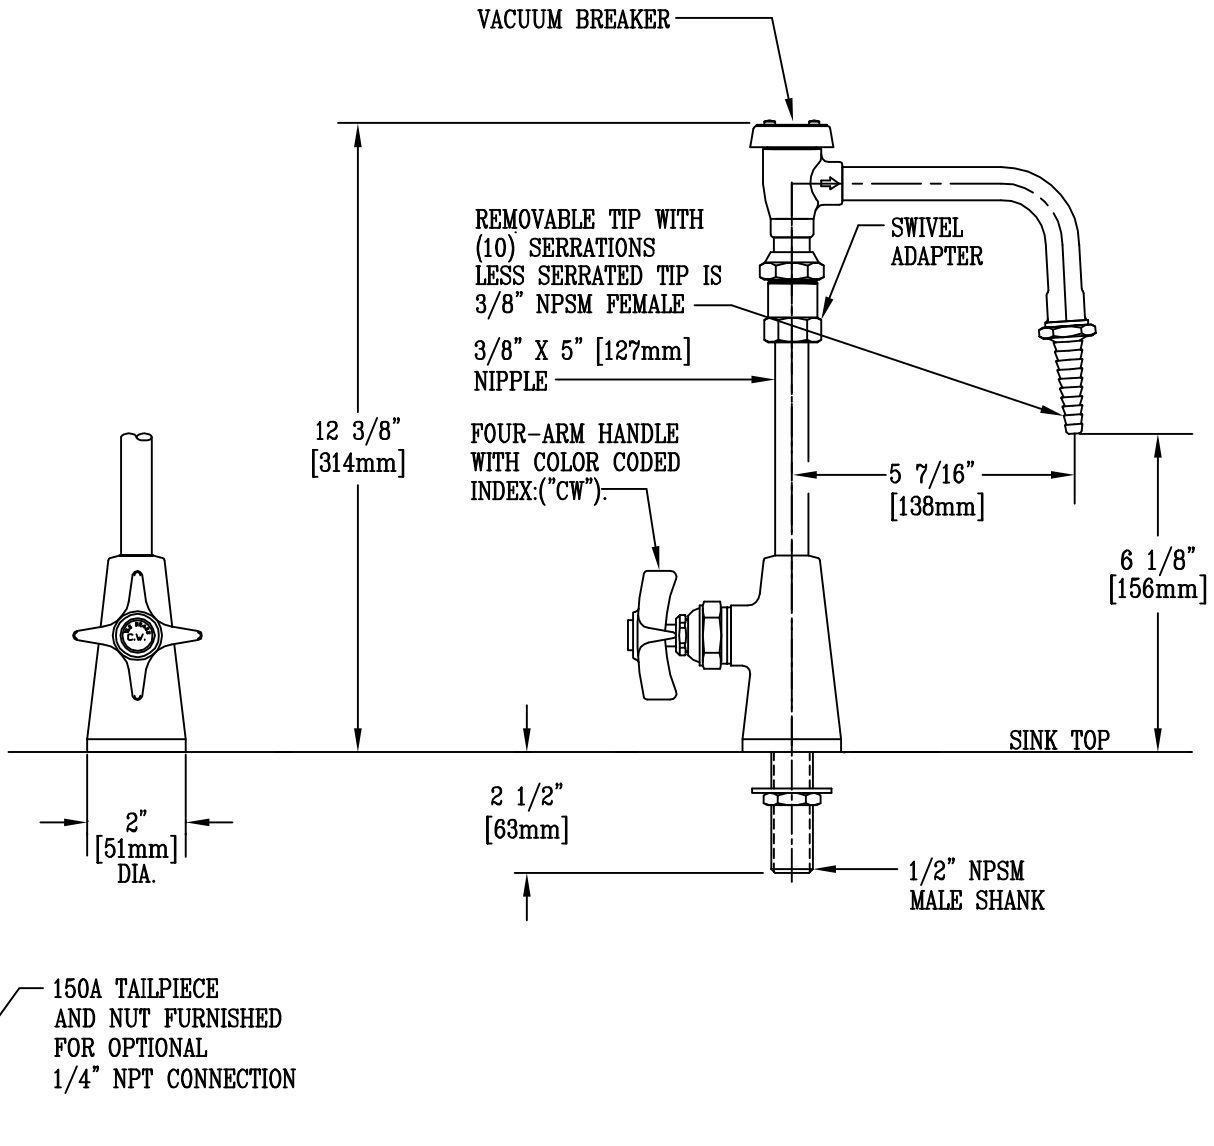 VACUUM BREAKER
REMOVABLE TIP WITH
(10) SERRATIONS
LESS SERRATED TIP IS
3/8" NPSM FEMALE
SWIVEL
ADAPTER
3/8" X 5" [127mm]
NIPPLE
12 3/8"
[314mm]
FOUR-ARM HANDLE
WITH COLOR CODED
INDEX:("CW").
5 7/16"
[138mm]
6 1/8"
[156mm]
C.W.
SINK TOP
2 1/2"
[63mm]
2"
[51mm]
DIA.
1/2" NPSM
MALE SHANK
150A TAILPIECE
AND NUT FURNISHED
FOR OPTIONAL
1/4" NPT CONNECTION